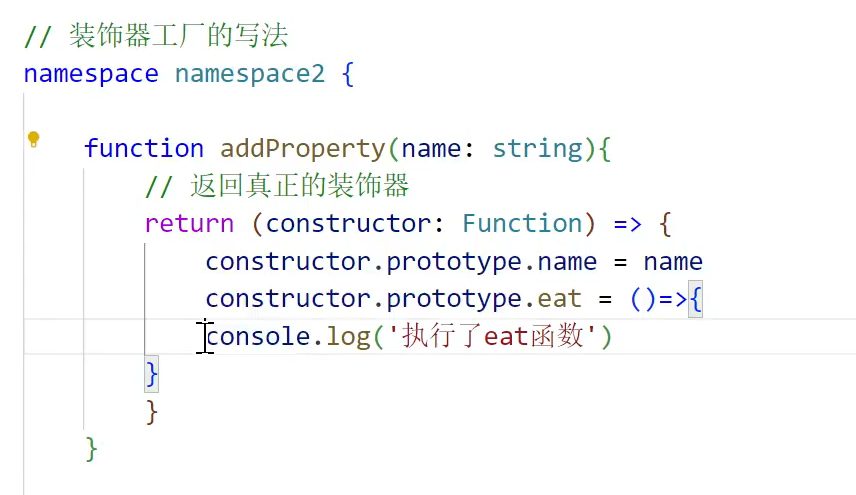 // 装饰器工厂的写法
namespace namespace2 {
function addProperty(name: string){
// 返回真正的装饰器
return (constructor: Function) => {
constructor.prototype.name = name
constructor.prototype.eat = ()=>{
console.log('执行了eat函数')
}
}
}